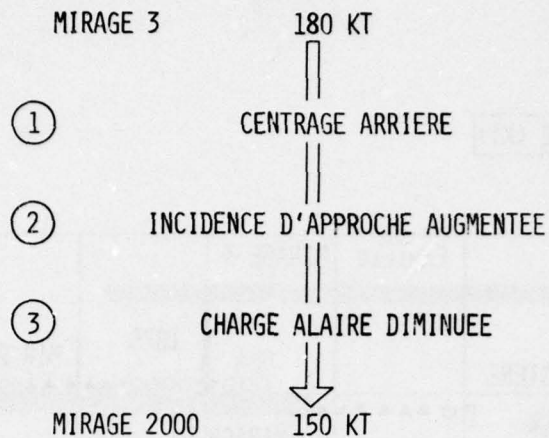 MIRAGE 3 180 KT
1 CENTRAGE ARRIERE
2 INCIDENCE D'APPROCHE AUGMENTEE
3 CHARGE ALAIRE DIMINUEE
MIRAGE 2000 150 KT